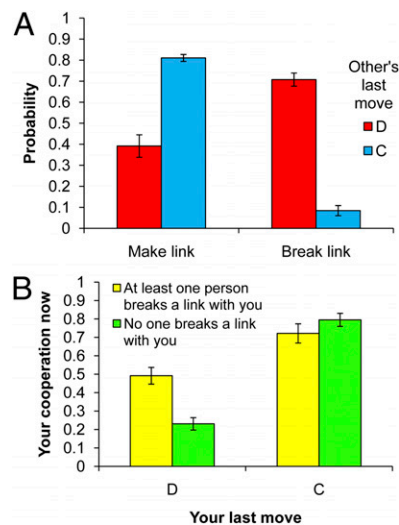 A
Probability
1
0.9
0.8
0.7
0.6
0.5
0.4
0.3
0.2
0.1
0
Other's
last
move
D
C
Make link
Break link
B
Your cooperation now
1
0.9
0.8
0.7
0.6
0.5
0.4
0.3
0.2
0.1
0
At least one person
breaks a link with you
No one breaks a link
with you
D
C
Your last move